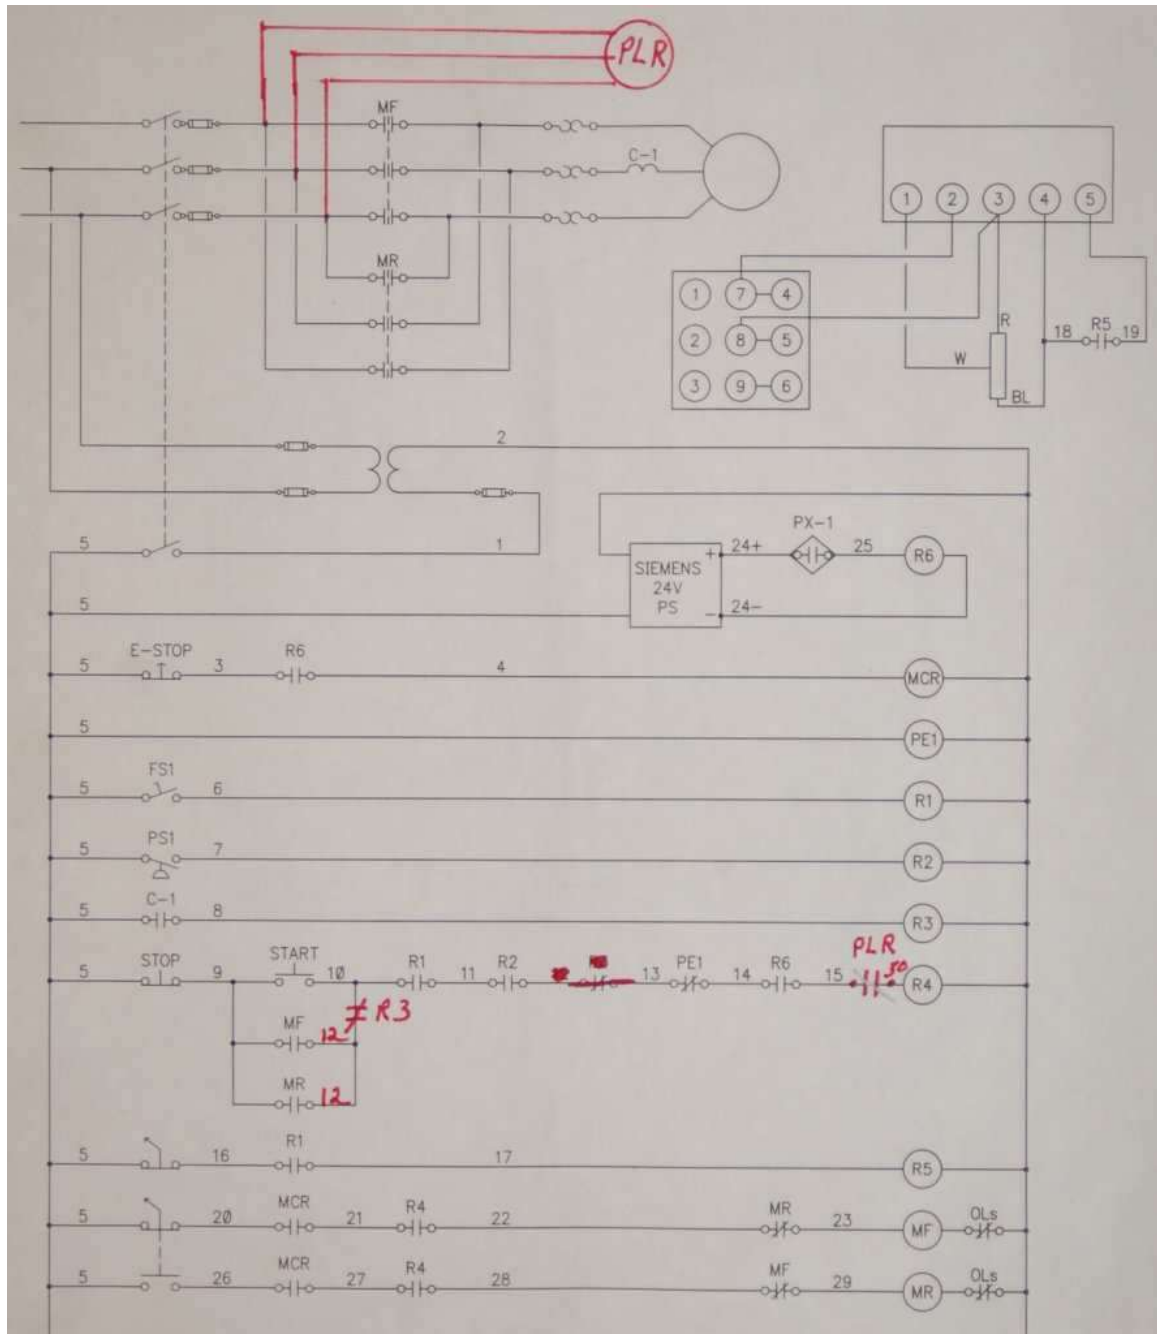 PLR
MF
C-1
1 2 3 4 5
MR
1 7 4
2 8 5
3 9 6
R
18 R5 19
W
BL
2
5 1
PX-1
24+ 25 R6
SIEMENS
24V
PS
+
-
24-
5
E-STOP
5 3 R6 4 MCR
5 PE1
FS1
5 6 R1
PS1
5 7 R2
C-1
5 8 R3
PLR
STOP START R1 R2 PE1 R6
5 9 10 11 13 14 15 30 R4
R3
MF 12
MR 12
R1
5 16 17 R5
MCR R4 MR OLs
5 20 21 22 23 MF
MCR R4 MF OLs
5 26 27 28 29 MR